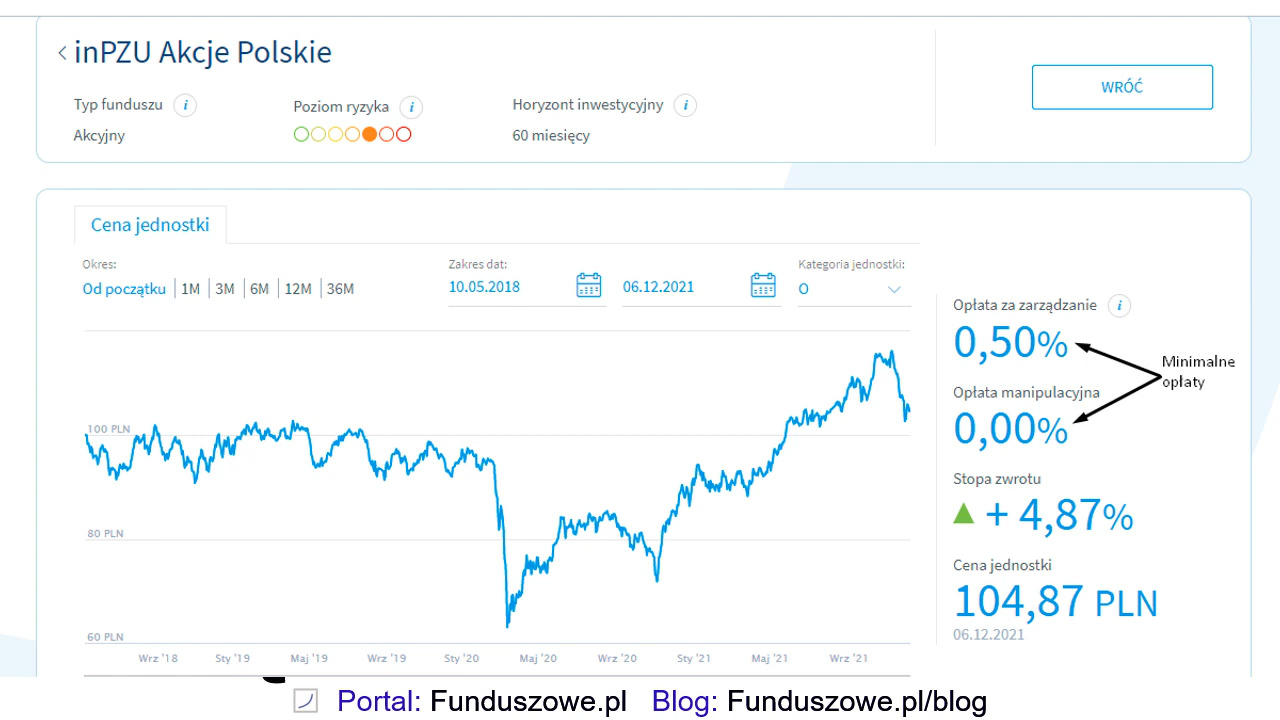 inPZU Akcje Polskie
WRÓĆ
Typ funduszu i
Poziom ryzyka i
Horyzont inwestycyjny i
Akcyjny
60 miesięcy
Cena jednostki
Okres:
Od początku 1M 3M 6M 12M 36M
Zakres dat:
10.05.2018
06.12.2021
Kategoria jednostki:
O
Opłata za zarządzanie i
0,50%
Minimalne
opłaty
Opłata manipulacyjna
0,00%
Stopa zwrotu
+ 4,87%
Cena jednostki
104,87 PLN
06.12.2021
100 PLN
80 PLN
60 PLN
Wrz '18 Sty '19 Maj '19 Wrz '19 Sty '20 Maj '20 Wrz '20 Sty '21 Maj '21 Wrz '21
Portal: Funduszowe.pl Blog: Funduszowe.pl/blog